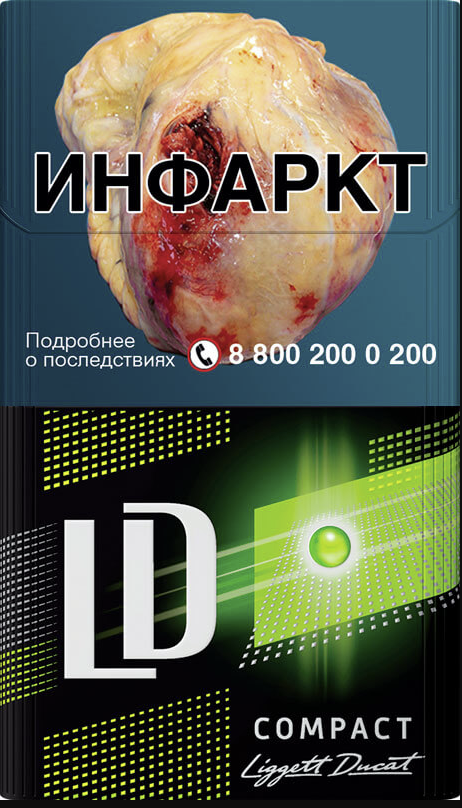 ИНФАРКТ
Подробнее
о последствиях 8 800 200 0 200
LD
COMPACT
Liggett Ducat